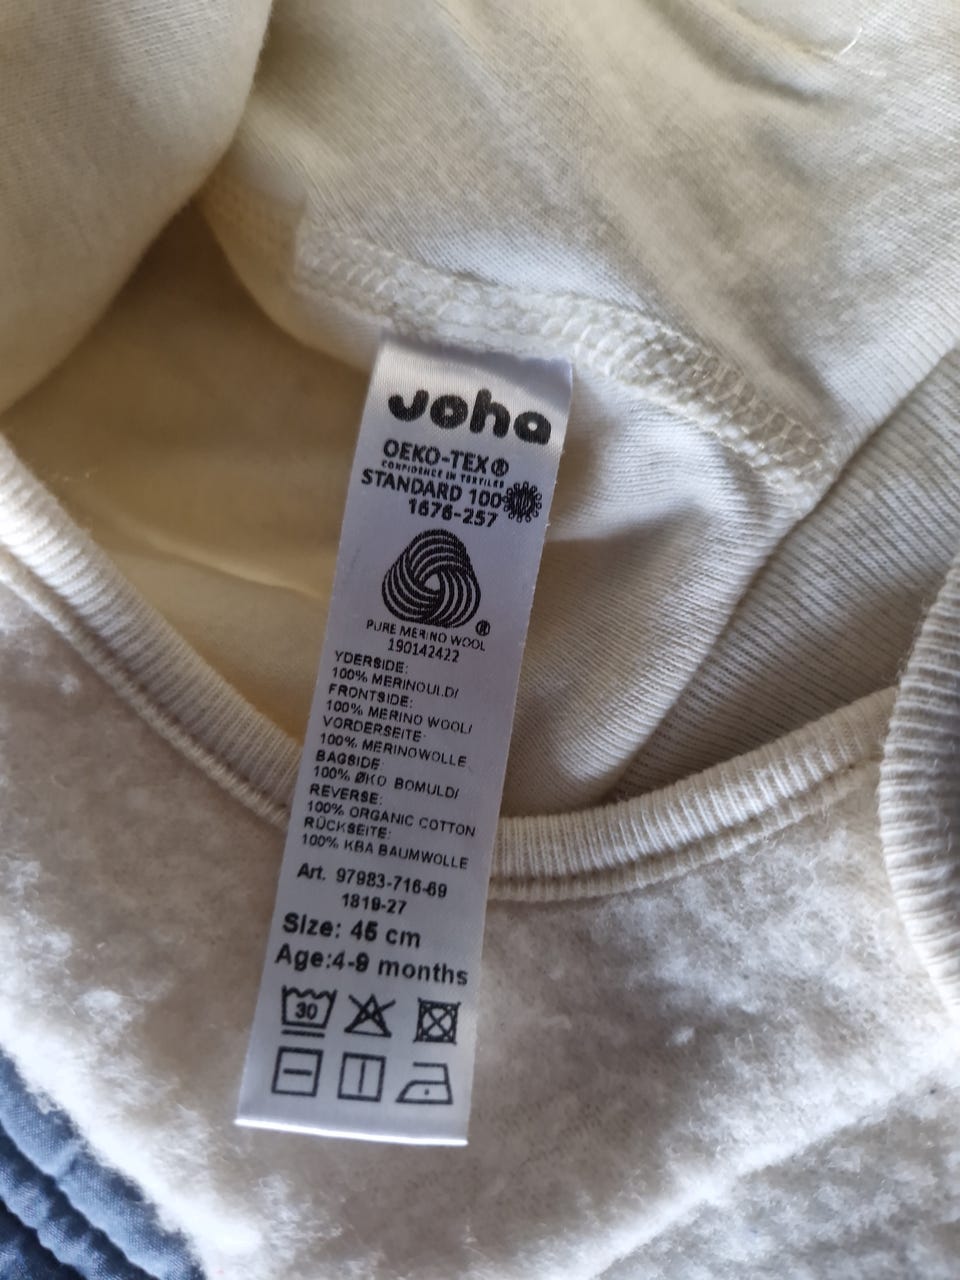 Joha
OEKO-TEX®
CONFIDENCE IN TEXTILES
STANDARD 100
1676-257
PURE MERINO WOOL ®
190142422
YDERSIDE:
100% MERINOULD/
FRONTSIDE:
100% MERINO WOOL/
VORDERSEITE:
100% MERINOWOLLE
BAGSIDE:
100% ØKO BOMULD/
REVERSE:
100% ORGANIC COTTON
RÜCKSEITE:
100% KBA BAUMWOLLE
Art. 97983-716-69
1819-27
Size: 45 cm
Age:4-9 months
30